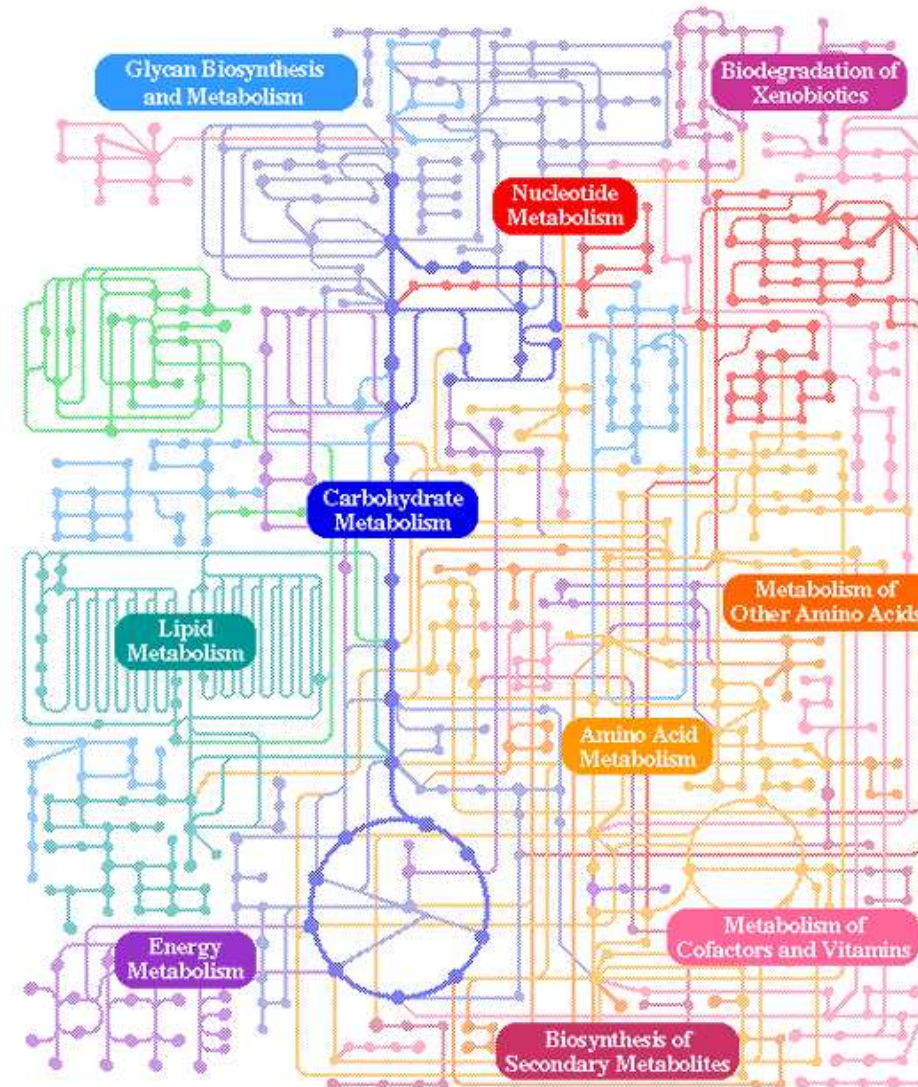 Glycan Biosynthesis
and Metabolism
Biodegradation of
Xenobiotics
Nucleotide
Metabolism
Carbohydrate
Metabolism
Metabolism of
Other Amino Acids
Lipid
Metabolism
Amino Acid
Metabolism
Energy
Metabolism
Metabolism of
Cofactors and Vitamins
Biosynthesis of
Secondary Metabolites